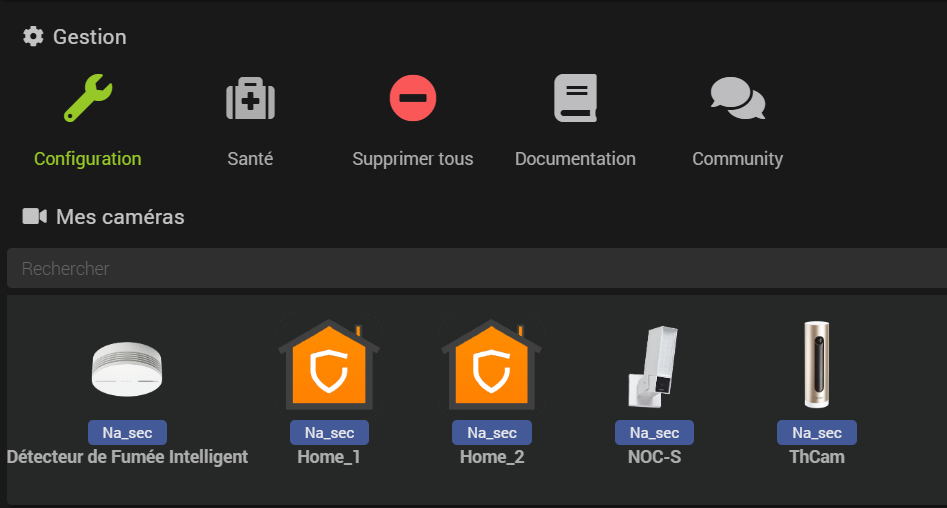 Gestion
Configuration
Santé
Supprimer tous
Documentation
Community
Mes caméras
Rechercher
Na_sec
Détecteur de Fumée Intelligent
Na_sec
Home_1
Na_sec
Home_2
Na_sec
NOC-S
Na_sec
ThCam